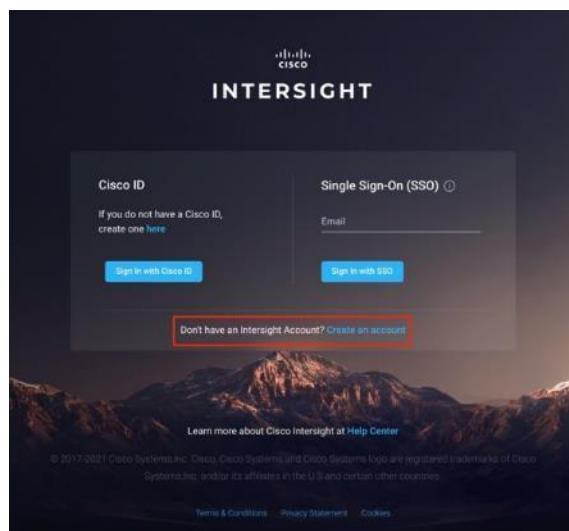 CISCO
INTERSIGHT
Cisco ID
If you do not have a Cisco ID,
create one here
Sign In with Cisco ID
Single Sign-On (SSO)
Email
Sign In with SSO
Don't have an Intersight Account? Create an account
Learn more about Cisco Intersight at Help Center
© 2017-2021 Cisco Systems,Inc. Cisco, Cisco Systems and Cisco Systems logo are registered trademarks of Cisco
Systems,Inc. and/or its affiliates in the U.S and certain other countries.
Terms & Conditions Privacy Statement Cookies